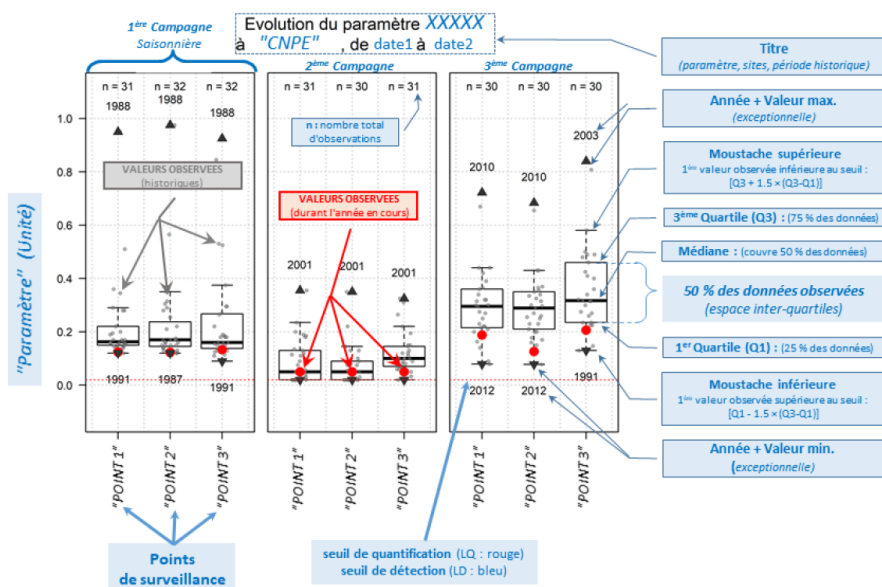 1ère Campagne
Saisonnière
Evolution du paramètre XXXXX
à "CNPE" , de date1 à date2
2ème Campagne
3ème Campagne
Titre
(paramètre, sites, période historique)
n = 31
n = 32
n = 32
1988
1988
1988
n = 31
n = 30
n = 31
n = 30
n = 30
n = 31
n : nombre total
d'observations
2003
2010
2010
Année + Valeur max.
(exceptionnelle)
VALEURS OBSERVEES
(historiques)
VALEURS OBSERVEES
(durant l'année en cours)
Moustache supérieure
1ère valeur observée inférieure au seuil :
[Q3 + 1.5 × (Q3-Q1)]
3ème Quartile (Q3) : (75 % des données)
Médiane : (couvre 50 % des données)
50 % des données observées
(espace inter-quartiles)
1er Quartile (Q1) : (25 % des données)
Moustache inférieure
1ère valeur observée supérieure au seuil :
[Q1 - 1.5 × (Q3-Q1)]
Année + Valeur min.
(exceptionnelle)
"Paramètre" (Unité)
1.0
0.8
0.6
0.4
0.2
0.0
2001
2001
2001
1991
1987
1991
2012
2012
1991
"POINT 1"
"POINT 2"
"POINT 3"
"POINT 1"
"POINT 2"
"POINT 3"
"POINT 1"
"POINT 2"
"POINT 3"
Points
de surveillance
seuil de quantification (LQ : rouge)
seuil de détection (LD : bleu)